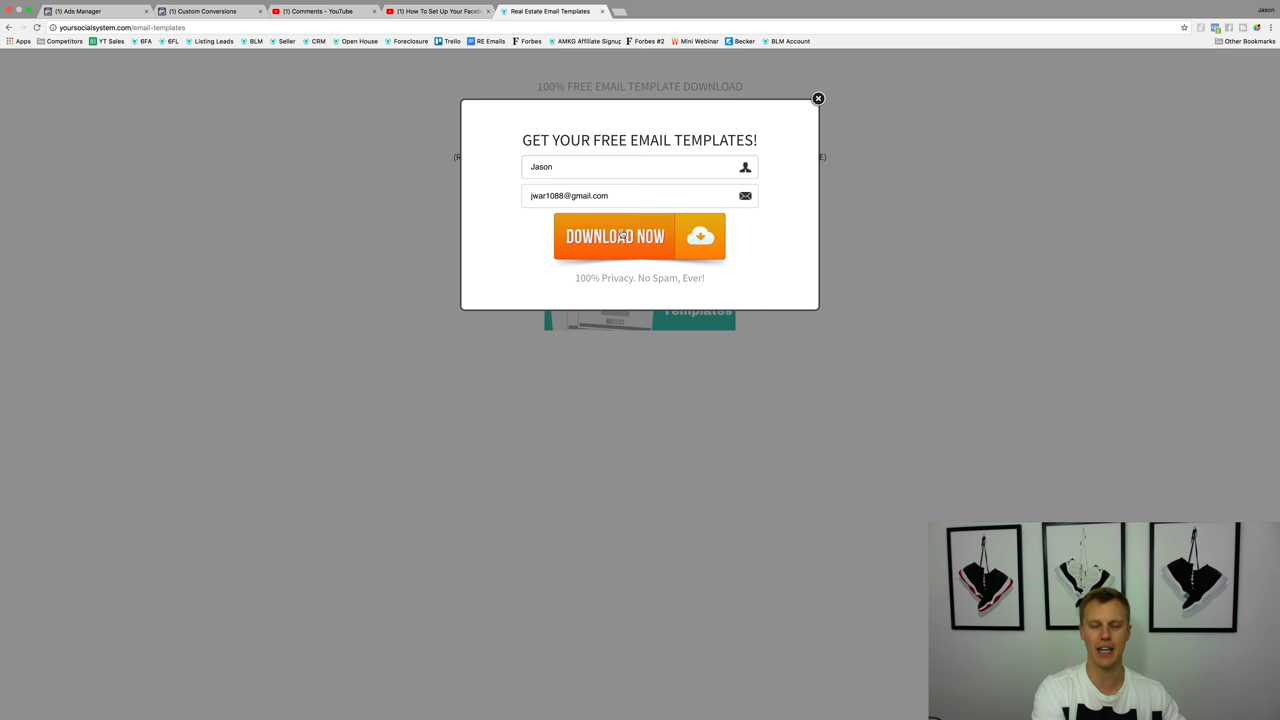 (1) Ads Manager
(1) Custom Conversions
(1) Comments - YouTube
(1) How To Set Up Your Faceb
Real Estate Email Templates
Jason
yoursocialsystem.com/email-templates
Apps
Competitors
YT Sales
6FA
6FL
Listing Leads
BLM
Seller
CRM
Open House
Foreclosure
Trello
RE Emails
Forbes
AMKG Affiliate Signup
Forbes #2
Mini Webinar
Becker
BLM Account
Other Bookmarks
100% FREE EMAIL TEMPLATE DOWNLOAD
GET YOUR FREE EMAIL TEMPLATES!
Jason
jwar1088@gmail.com
DOWNLOAD NOW
100% Privacy. No Spam, Ever!
Templates